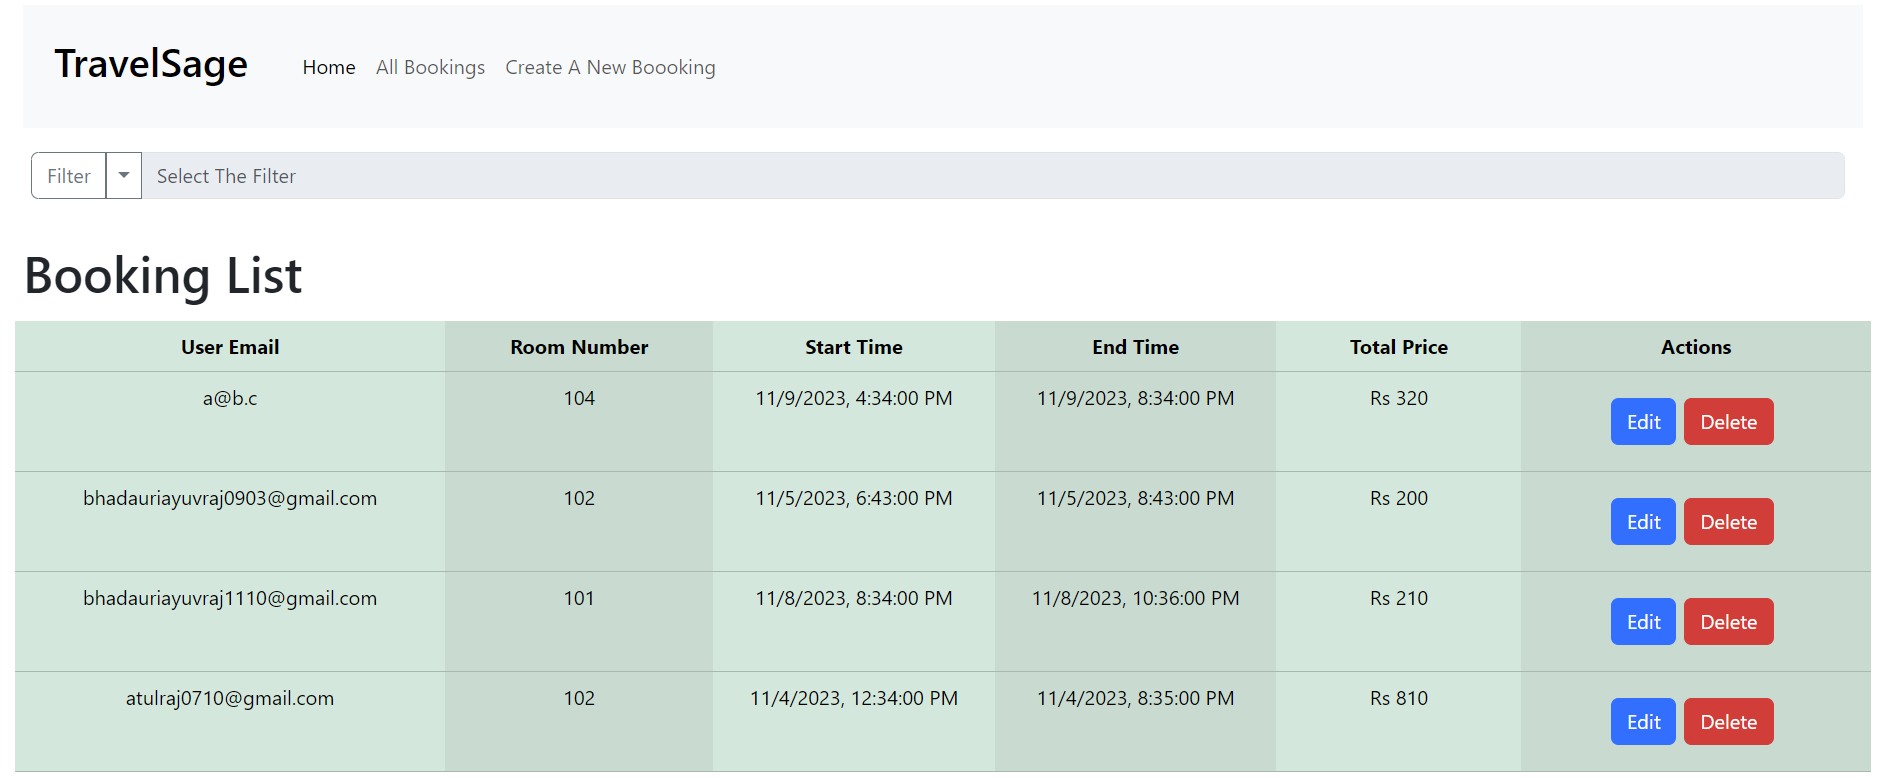 TravelSage Home All Bookings Create A New Boooking
Filter Select The Filter
Booking List
User Email Room Number Start Time End Time Total Price Actions
a@b.c 104 11/9/2023, 4:34:00 PM 11/9/2023, 8:34:00 PM Rs 320 Edit Delete
bhadauriayuvraj0903@gmail.com 102 11/5/2023, 6:43:00 PM 11/5/2023, 8:43:00 PM Rs 200 Edit Delete
bhadauriayuvraj1110@gmail.com 101 11/8/2023, 8:34:00 PM 11/8/2023, 10:36:00 PM Rs 210 Edit Delete
atulraj0710@gmail.com 102 11/4/2023, 12:34:00 PM 11/4/2023, 8:35:00 PM Rs 810 Edit Delete